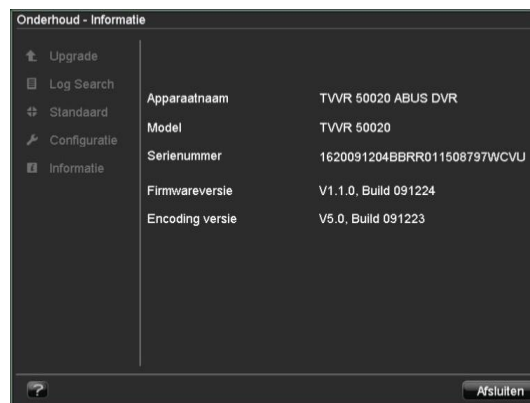 Onderhoud - Informatie
Upgrade
Log Search
Standaard
Configuratie
Informatie
Apparaatnaam TVVR 50020 ABUS DVR
Model TVVR 50020
Serienummer 1620091204BBRR011508797WCVU
Firmwareversie V1.1.0, Build 091224
Encoding versie V5.0, Build 091223
?
Afsluiten